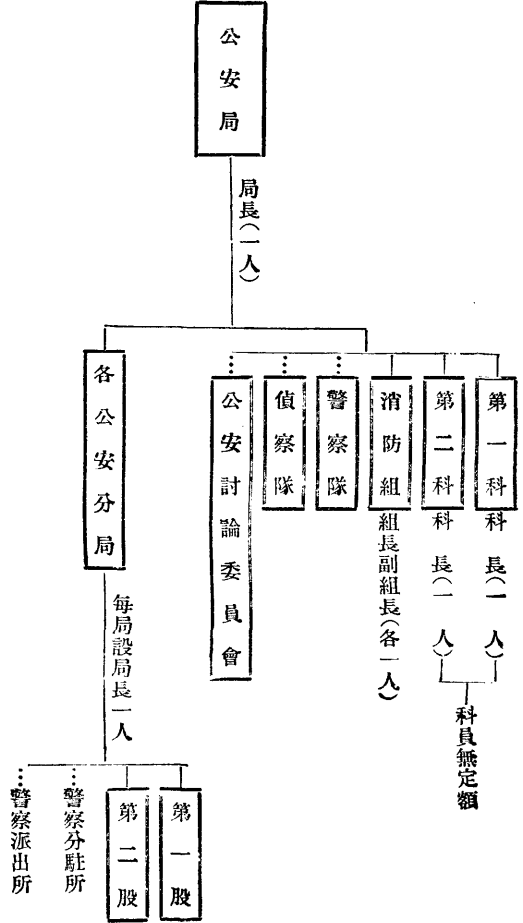 公安局
局長（一人）
第一科
科長（一人）
第二科
科長（一人）
科員無定額
消防組
組長副組長（各一人）
警察隊
偵察隊
公安討論委員會
各公安分局
每局設局長一人
第一股
第二股
警察分駐所
警察派出所